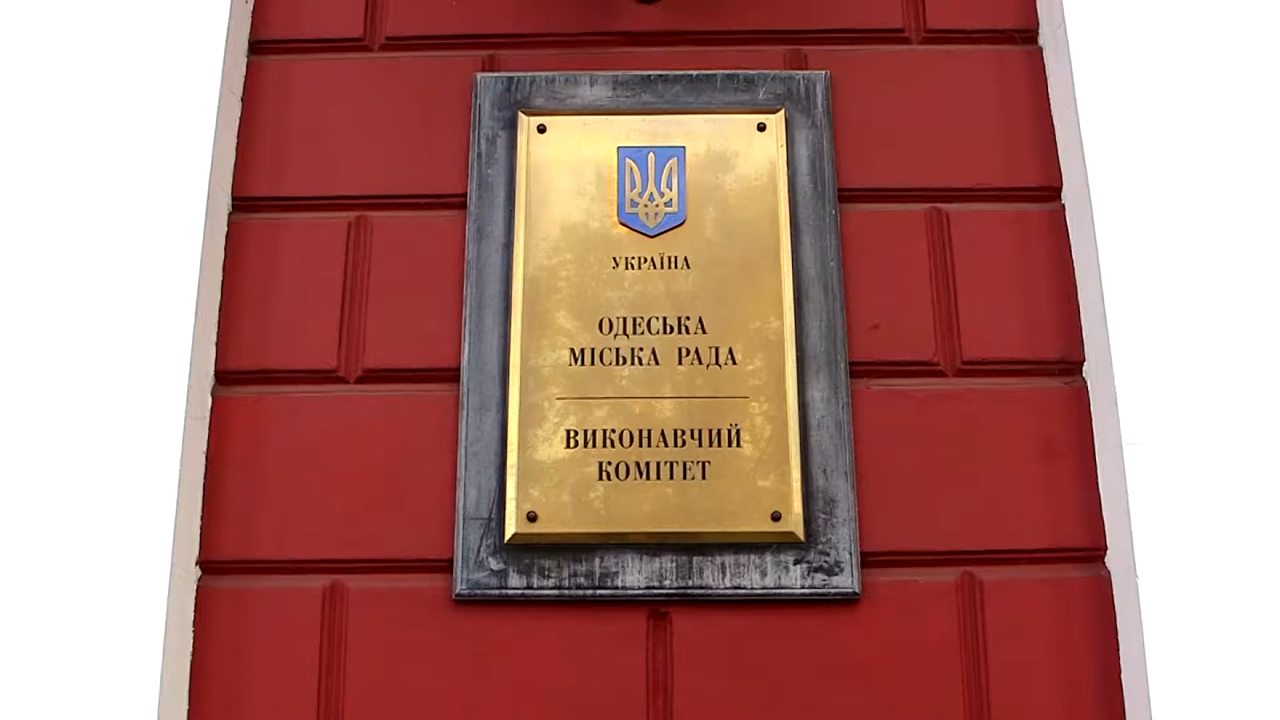 УКРАЇНА
ОДЕСЬКА
МІСЬКА РАДА
ВИКОНАВЧИЙ
КОМІТЕТ